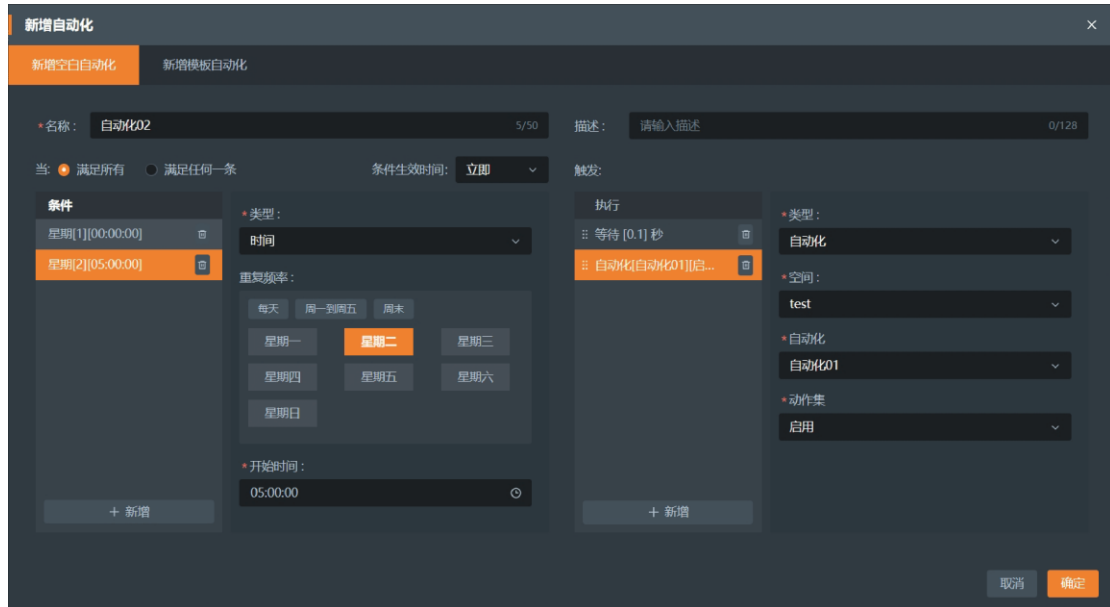 新增自动化
新增空白自动化 新增模板自动化
*名称： 自动化02 5/50 描述： 请输入描述 0/128
当: 满足所有 满足任何一条 条件生效时间: 立即 触发:
条件
星期[1][00:00:00]
星期[2][05:00:00]
+ 新增
*类型：
时间
重复频率：
每天 周一到周五 周末
星期一 星期二 星期三
星期四 星期五 星期六
星期日
*开始时间：
05:00:00
执行
等待 [0.1] 秒
自动化[自动化01][启...
+ 新增
*类型：
自动化
*空间：
test
*自动化
自动化01
*动作集
启用
取消 确定